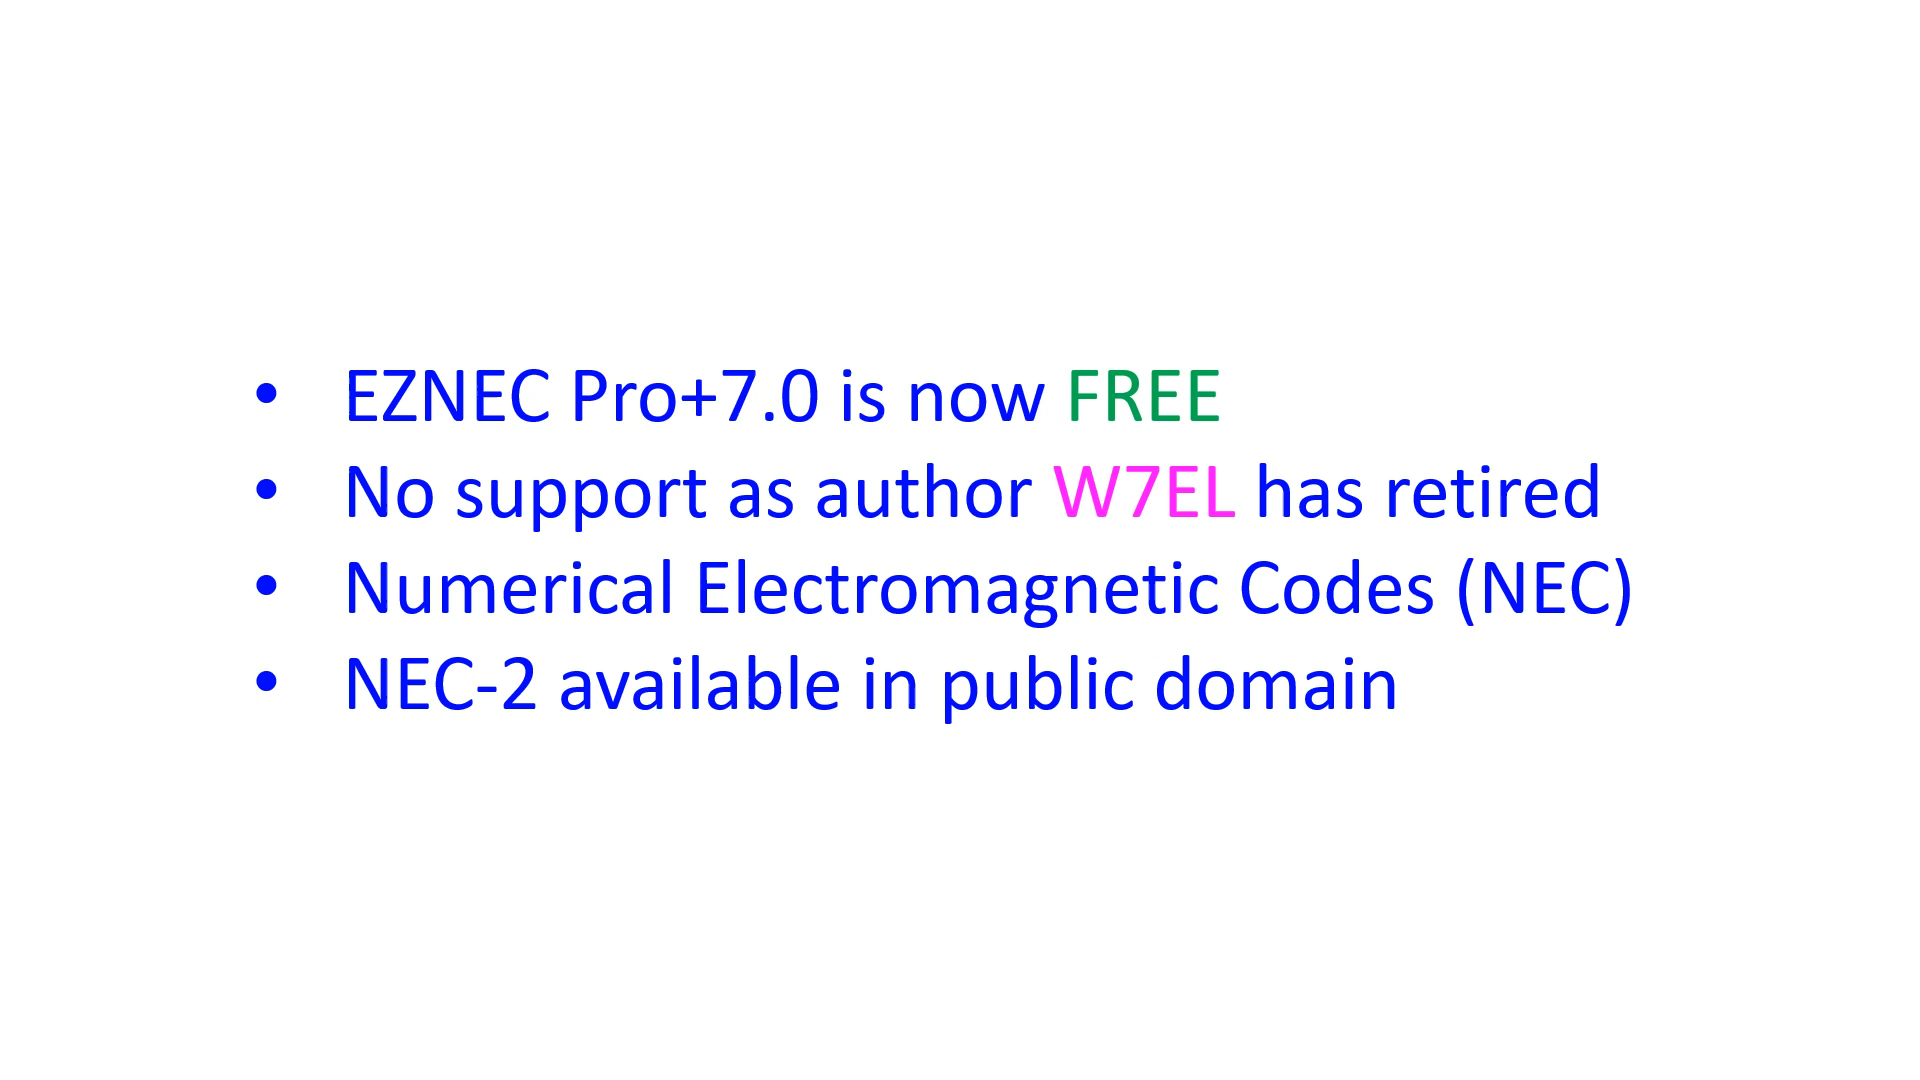 • EZNEC Pro+7.0 is now FREE
• No support as author W7EL has retired
• Numerical Electromagnetic Codes (NEC)
• NEC-2 available in public domain